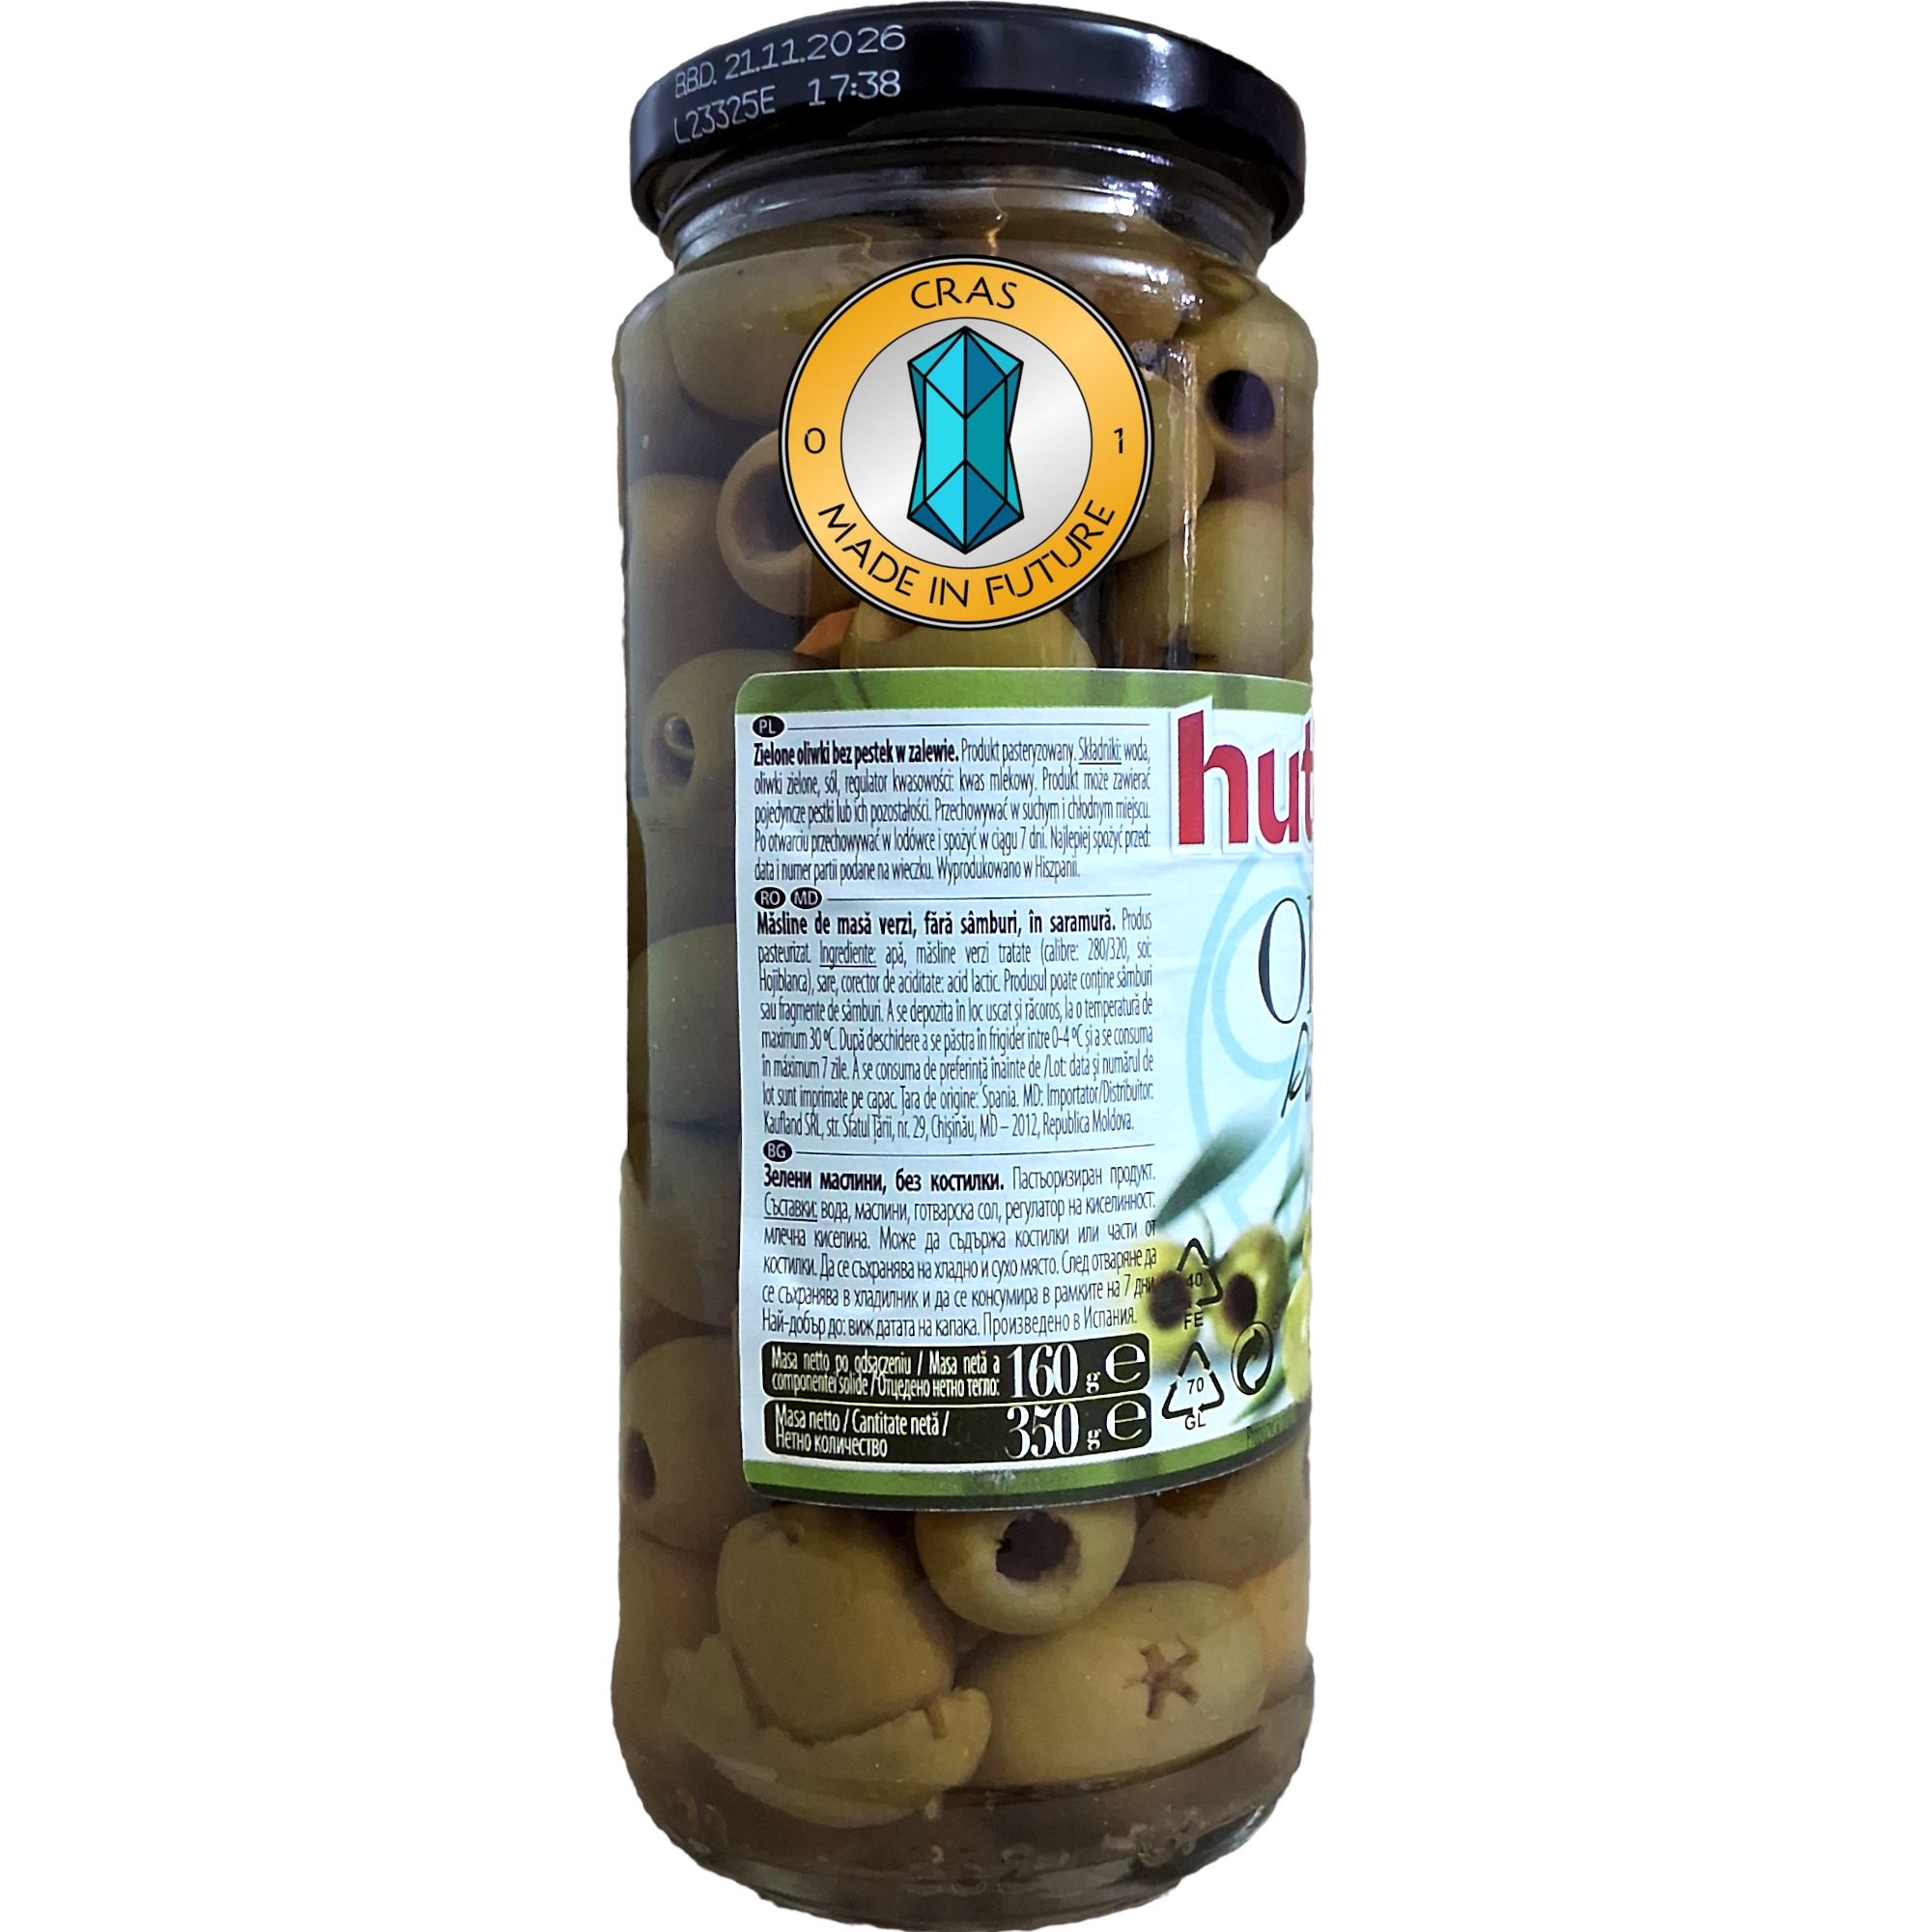 B.B.D. 21.11.2026
L23325E 17:38
CRAS
0 1
MADE IN FUTURE
PL
Zielone oliwki bez pestek w zalewie. Produkt pasteryzowany. Składniki: woda,
oliwki zielone, sól, regulator kwasowości: kwas mlekowy. Produkt może zawierać
pojedyncze pestki lub ich pozostałości. Przechowywać w suchym i chłodnym miejscu.
Po otwarciu przechowywać w lodówce i spożyć w ciągu 7 dni. Najlepiej spożyć przed:
data i numer partii podane na wieczku. Wyprodukowano w Hiszpanii.
RO MD
Măsline de masă verzi, fără sâmburi, în saramură. Produs
pasteurizat. Ingrediente: apă, măsline verzi tratate (calibre: 280/320, soi:
Hojiblanca), sare, corector de aciditate: acid lactic. Produsul poate conține sâmburi
sau fragmente de sâmburi. A se depozita în loc uscat și răcoros, la o temperatură de
maximum 30 ºC. După deschidere a se păstra în frigider intre 0-4 ºC și a se consuma
în máximum 7 zile. A se consuma de preferință înainte de /Lot: data și numărul de
lot sunt imprimate pe capac. Țara de origine: Spania. MD: Importator/Distribuitor:
Kaufland SRL, str. Sfatul Țării, nr. 29, Chișinău, MD – 2012, Republica Moldova.
BG
Зелени маслини, без костилки. Пастьоризиран продукт.
Съставки: вода, маслини, готварска сол, регулатор на киселинност:
млечна киселина. Може да съдържа костилки или части от
костилки. Да се съхранява на хладно и сухо място. След отваряне да
се съхранява в хладилник и да се консумира в рамките на 7 дни.
Най-добър до: виж датата на капака. Произведено в Испания.
Masa netto po odsączeniu / Masa netă a
componentei solide / Отцедено нетно тегло: 160 g e
Masa netto / Cantitate netă /
Нетно количество 350 g e
hut
40
FE
70
GL